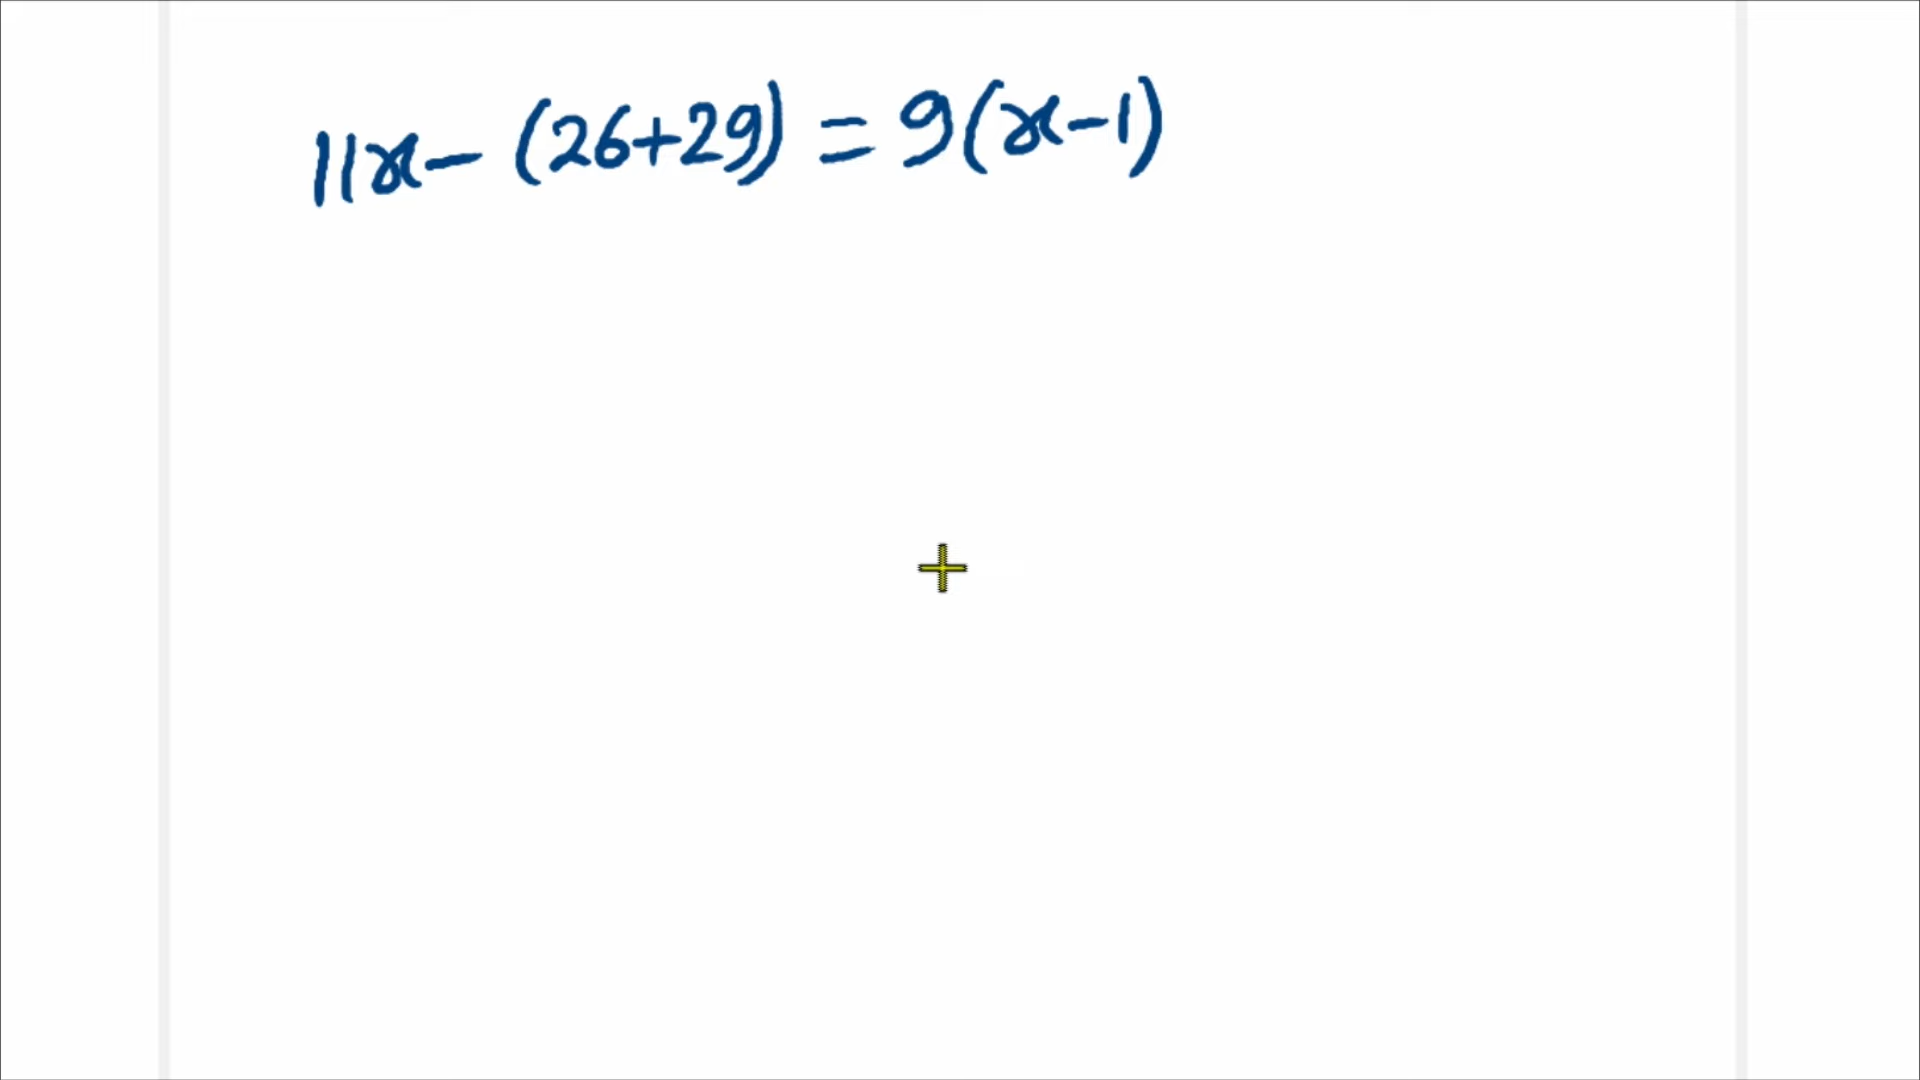 11x - (26+29) = 9(x-1)